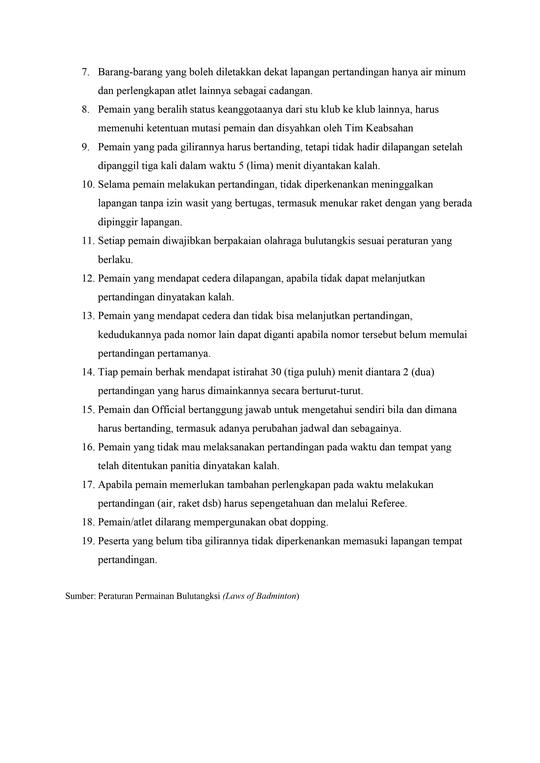 7. Barang-barang yang boleh diletakkan dekat lapangan pertandingan hanya air minum
dan perlengkapan atlet lainnya sebagai cadangan.
8. Pemain yang beralih status keanggotaanya dari stu klub ke klub lainnya, harus
memenuhi ketentuan mutasi pemain dan disyahkan oleh Tim Keabsahan
9. Pemain yang pada gilirannya harus bertanding, tetapi tidak hadir dilapangan setelah
dipanggil tiga kali dalam waktu 5 (lima) menit diyantakan kalah.
10. Selama pemain melakukan pertandingan, tidak diperkenankan meninggalkan
lapangan tanpa izin wasit yang bertugas, termasuk menukar raket dengan yang berada
dipinggir lapangan.
11. Setiap pemain diwajibkan berpakaian olahraga bulutangkis sesuai peraturan yang
berlaku.
12. Pemain yang mendapat cedera dilapangan, apabila tidak dapat melanjutkan
pertandingan dinyatakan kalah.
13. Pemain yang mendapat cedera dan tidak bisa melanjutkan pertandingan,
kedudukannya pada nomor lain dapat diganti apabila nomor tersebut belum memulai
pertandingan pertamanya.
14. Tiap pemain berhak mendapat istirahat 30 (tiga puluh) menit diantara 2 (dua)
pertandingan yang harus dimainkannya secara berturut-turut.
15. Pemain dan Official bertanggung jawab untuk mengetahui sendiri bila dan dimana
harus bertanding, termasuk adanya perubahan jadwal dan sebagainya.
16. Pemain yang tidak mau melaksanakan pertandingan pada waktu dan tempat yang
telah ditentukan panitia dinyatakan kalah.
17. Apabila pemain memerlukan tambahan perlengkapan pada waktu melakukan
pertandingan (air, raket dsb) harus sepengetahuan dan melalui Referee.
18. Pemain/atlet dilarang mempergunakan obat dopping.
19. Peserta yang belum tiba gilirannya tidak diperkenankan memasuki lapangan tempat
pertandingan.
Sumber: Peraturan Permainan Bulutangksi (Laws of Badminton)